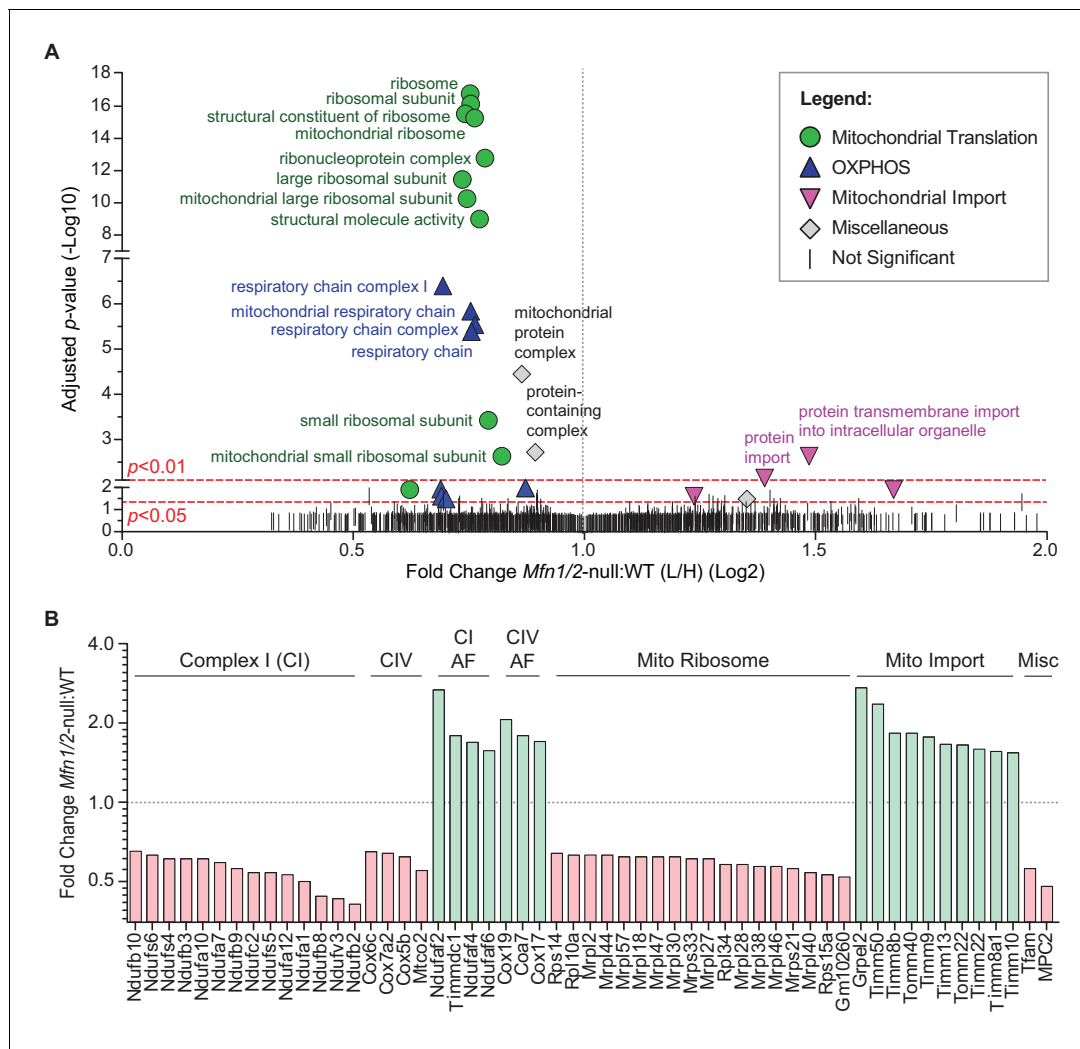 A
Adjusted p-value (-Log10)
18
16
14
12
10
8
7
6
5
4
3
2
1
0
ribosome
ribosomal subunit
structural constituent of ribosome
mitochondrial ribosome
ribonucleoprotein complex
large ribosomal subunit
mitochondrial large ribosomal subunit
structural molecule activity
respiratory chain complex I
mitochondrial respiratory chain
respiratory chain complex
respiratory chain
mitochondrial
protein
complex
protein-
containing
complex
small ribosomal subunit
mitochondrial small ribosomal subunit
protein transmembrane import
into intracellular organelle
protein
import
p<0.01
p<0.05
Legend:
Mitochondrial Translation
OXPHOS
Mitochondrial Import
Miscellaneous
Not Significant
0.0
0.5
1.0
1.5
2.0
Fold Change Mfn1/2-null:WT (L/H) (Log2)
B
Fold Change Mfn1/2-null:WT
4.0
2.0
1.0
0.5
Complex I (CI)
CIV
CI
AF
CIV
AF
Mito Ribosome
Mito Import
Misc
Ndufb10
Ndufs6
Ndufs4
Ndufb3
Ndufa10
Ndufa7
Ndufb9
Ndufc2
Ndufs5
Ndufa12
Ndufa1
Ndufb8
Ndufv3
Ndufb2
Cox6c
Cox7a2
Cox5b
Mtco2
Ndufaf2
Timmdc1
Ndufaf4
Ndufaf6
Cox19
Coa7
Cox17
Rps14
Rpl10a
Mrpl2
Mrpl44
Mrpl57
Mrpl18
Mrpl47
Mrpl30
Mrps33
Mrpl27
Rpl34
Mrpl28
Mrpl38
Mrpl46
Mrps21
Mrpl40
Rps15a
Gm10260
Grpel2
Timm50
Timm8b
Tomm40
Timm9
Timm13
Tomm22
Timm22
Timm8a1
Timm10
Tfam
MPC2